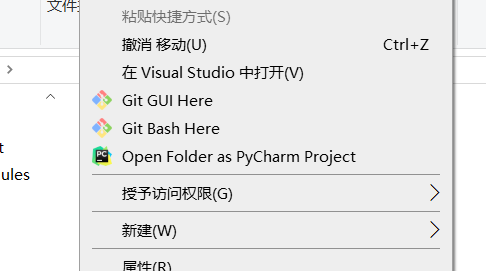 文件
粘贴快捷方式(S)
撤消 移动(U) Ctrl+Z
在 Visual Studio 中打开(V)
Git GUI Here
Git Bash Here
t
Open Folder as PyCharm Project
ules
授予访问权限(G)
新建(W)
属性(R)